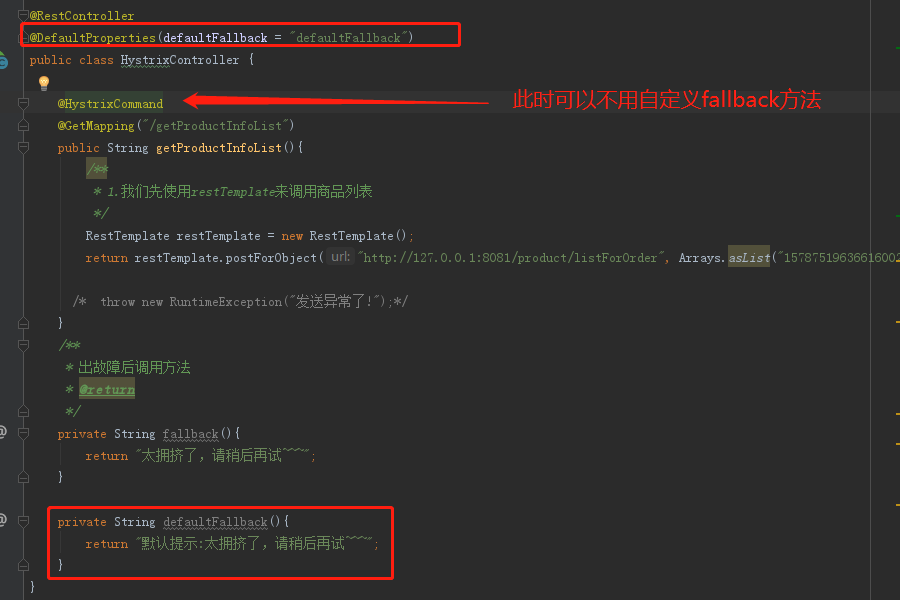 @RestController
@DefaultProperties(defaultFallback = "defaultFallback")
public class HystrixController {
@HystrixCommand
此时可以不用自定义fallback方法
@GetMapping("/getProductInfoList")
public String getProductInfoList(){
/**
* 1.我们先使用restTemplate来调用商品列表
*/
RestTemplate restTemplate = new RestTemplate();
return restTemplate.postForObject( url: "http://127.0.0.1:8081/product/listForOrder", Arrays.asList("1578751963661600
/* throw new RuntimeException("发送异常了!");*/
}
/**
* 出故障后调用方法
* @return
*/
private String fallback(){
return "太拥挤了，请稍后再试~~~";
}
private String defaultFallback(){
return "默认提示:太拥挤了，请稍后再试~~~";
}
}